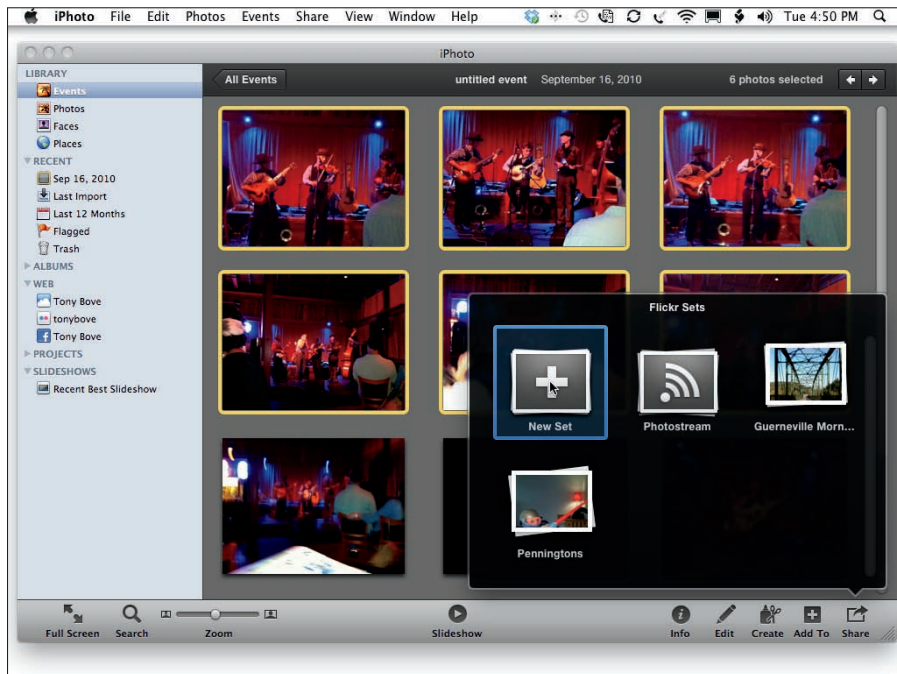 iPhoto File Edit Photos Events Share View Window Help Tue 4:50 PM
iPhoto
LIBRARY
Events
Photos
Faces
Places
RECENT
Sep 16, 2010
Last Import
Last 12 Months
Flagged
Trash
ALBUMS
WEB
Tony Bove
tonybove
Tony Bove
PROJECTS
SLIDESHOWS
Recent Best Slideshow
All Events untitled event September 16, 2010 6 photos selected
Flickr Sets
New Set Photostream Guerneville Morn...
Penningtons
Full Screen Search Zoom Slideshow Info Edit Create Add To Share